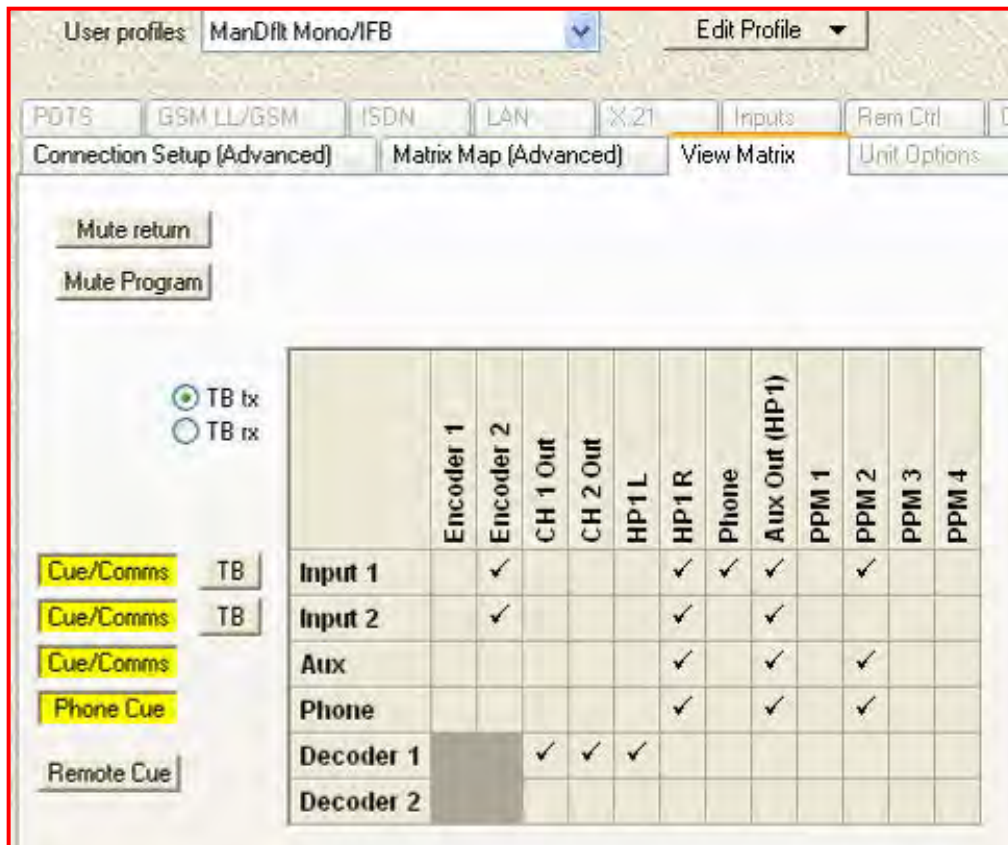 User profiles ManDflt Mono/IFB Edit Profile
POTS GSM LL/GSM ISDN LAN X.21 Inputs Rem Ctrl
Connection Setup (Advanced) Matrix Map (Advanced) View Matrix Unit Options
Mute return
Mute Program
TB tx
TB rx
Encoder 1 Encoder 2 CH 1 Out CH 2 Out HP1 L HP1 R Phone Aux Out (HP1) PPM 1 PPM 2 PPM 3 PPM 4
Cue/Comms TB Input 1 ✓ ✓ ✓ ✓ ✓
Cue/Comms TB Input 2 ✓ ✓ ✓
Cue/Comms Aux ✓ ✓ ✓
Phone Cue Phone ✓ ✓ ✓
Remote Cue Decoder 1 ✓ ✓ ✓
Decoder 2